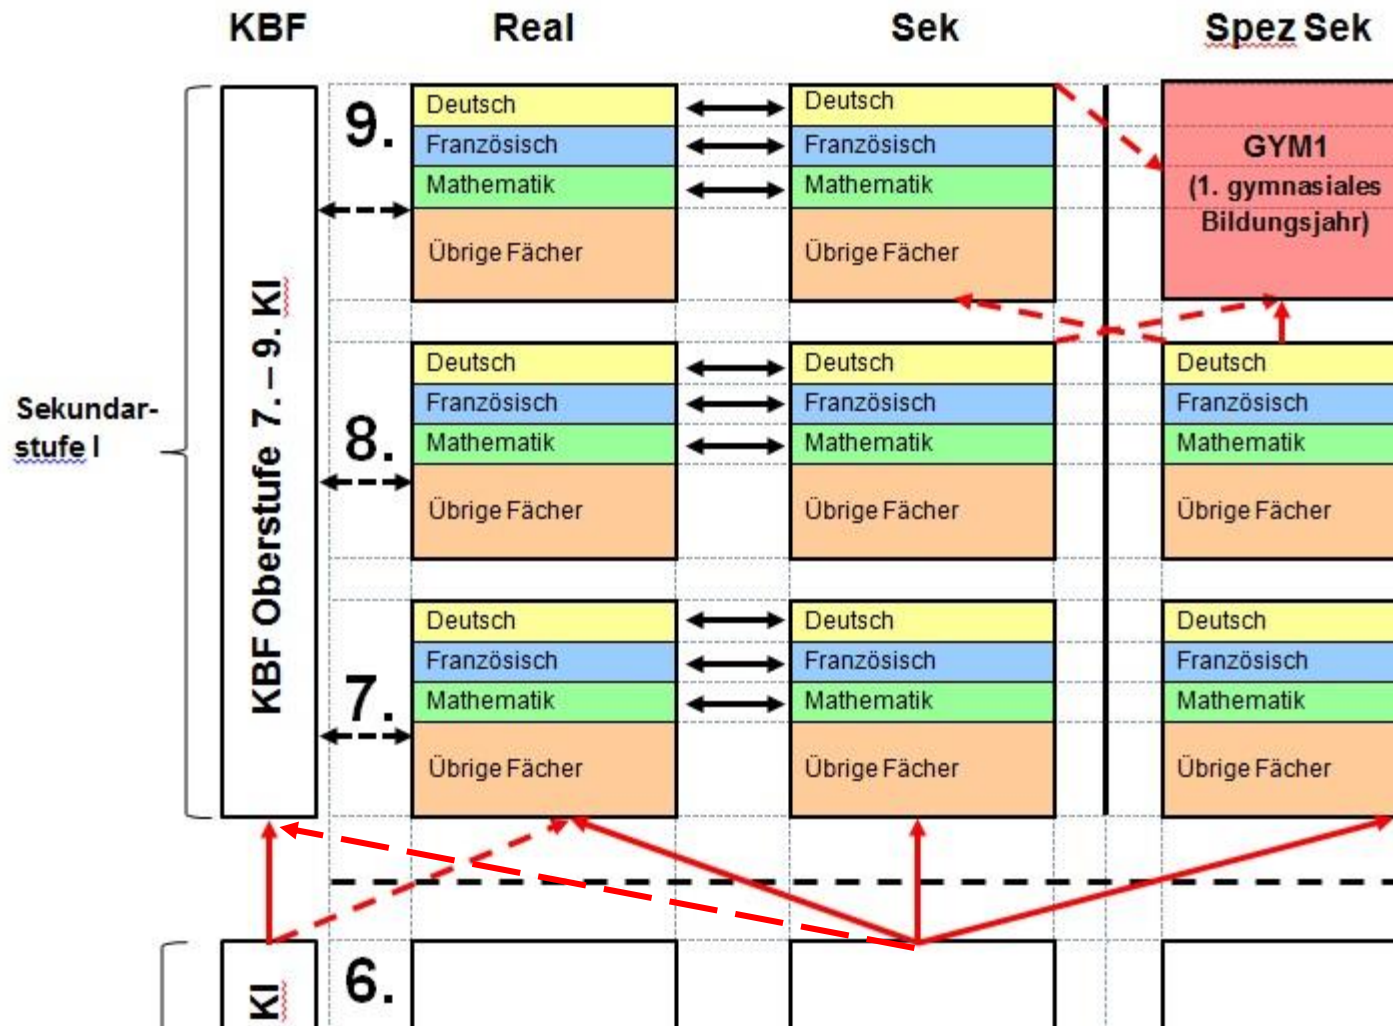 KBF Real Sek Spez Sek
Sekundar-
stufe I
KBF Oberstufe 7. – 9. Kl
9.
Deutsch
Französisch
Mathematik
Übrige Fächer
Deutsch
Französisch
Mathematik
Übrige Fächer
GYM1
(1. gymnasiales
Bildungsjahr)
8.
Deutsch
Französisch
Mathematik
Übrige Fächer
Deutsch
Französisch
Mathematik
Übrige Fächer
Deutsch
Französisch
Mathematik
Übrige Fächer
7.
Deutsch
Französisch
Mathematik
Übrige Fächer
Deutsch
Französisch
Mathematik
Übrige Fächer
Deutsch
Französisch
Mathematik
Übrige Fächer
Kl
6.